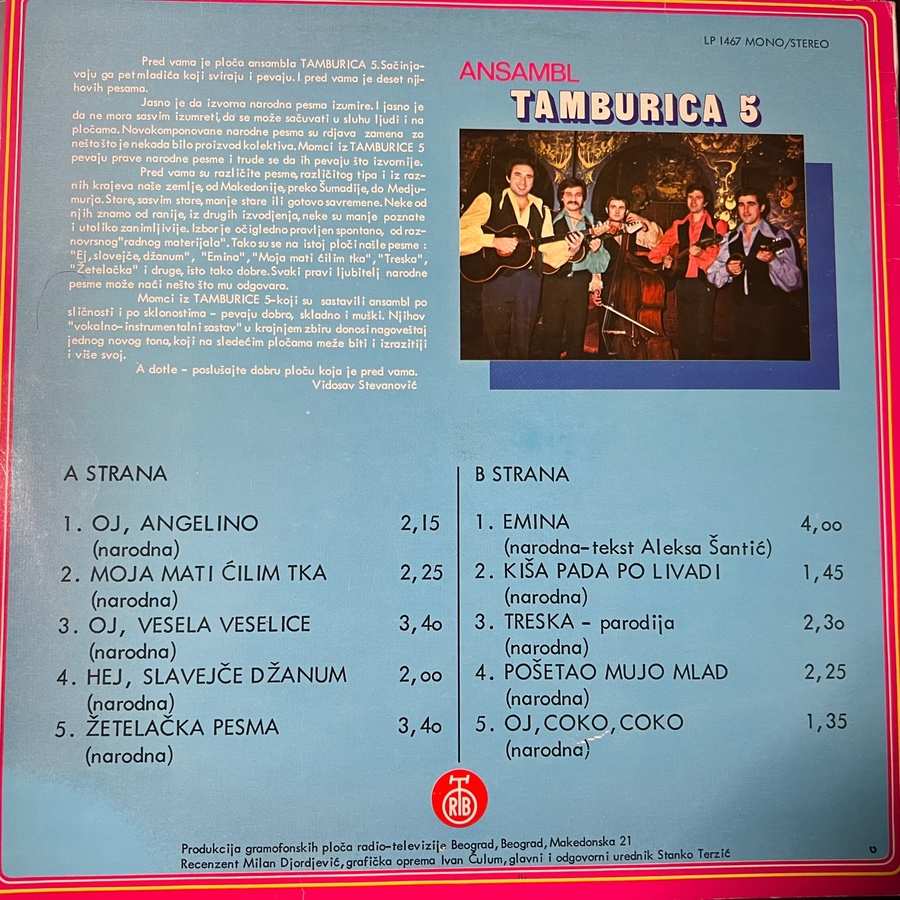 LP 1467 MONO/STEREO
ANSAMBL
TAMBURICA 5
Pred vama je ploča ansambla TAMBURICA 5. Sačinja-
vaju ga pet mladića koji sviraju i pevaju. I pred vama je deset nji-
hovih pesama.
Jasno je da izvorna narodna pesma izumire. I jasno je
da ne mora sasvim izumreti, da se može sačuvati u sluhu ljudi i na
pločama. Novakomponovane narodne pesme su rdjava zamena za
nešto što je nekada bilo proizvod kolektiva. Momci iz TAMBURICE 5
pevaju prave narodne pesme i trude se da ih pevaju što izvornije.
Pred vama su različite pesme, različitog tipa i iz raz-
nih krajeva naše zemlje, od Makedonije, preko Šumadije, do Medju-
murja. Stare, sasvim stare, manje stare ili gotovo savremene. Neke od
njih znamo od ranije, iz drugih izvodjenja, neke su manje poznate
i utoliko zanimljivije. Izbor je očigledno pravljen spontano, od raz-
novrsnog "radnog materijala". Tako su se na istoj ploči našle pesme :
"Ej, slavejče, džanum", "Emina", "Moja mati ćilim tka", "Treska",
"Žetelačka" i druge, isto tako dobre. Svaki pravi ljubitelj narodne
pesme može naći nešto što mu odgovara.
Momci iz TAMBURICE 5-koji su sastavili ansambl po
sličnosti i po sklonostima – pevaju dobro, skladno i muški. Njihov
"vokalno-instrumentalni sastav" u krajnjem zbiru donosi nagoveštaj
jednog novog tona, koji na sledećim pločama meže biti i izrazitiji
i više svoj.
A dotle – poslušajte dobru ploču koja je pred vama.
Vidosav Stevanović
A STRANA
1. OJ, ANGELINO 2,15
(narodna)
2. MOJA MATI ĆILIM TKA 2,25
(narodna)
3. OJ, VESELA VESELICE 3,40
(narodna)
4. HEJ, SLAVEJČE DŽANUM 2,00
(narodna)
5. ŽETELAČKA PESMA 3,40
(narodna)
B STRANA
1. EMINA 4,00
(narodna-tekst Aleksa Šantić)
2. KIŠA PADA PO LIVADI 1,45
(narodna)
3. TRESKA – parodija 2,30
(narodna)
4. POŠETAO MUJO MLAD 2,25
(narodna)
5. OJ, COKO, COKO 1,35
(narodna)
RTB
Produkcija gramofonskih ploča radio-televizije Beograd, Beograd, Makedonska 21
Recenzent Milan Djordjević, grafička oprema Ivan Ćulum, glavni i odgovorni urednik Stanko Terzić